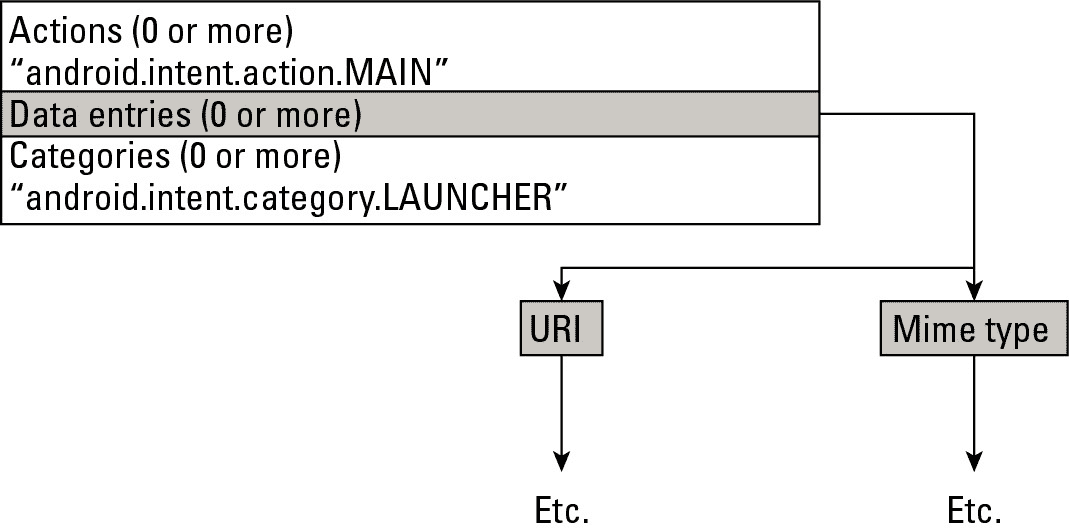 Actions (0 or more)
“android.intent.action.MAIN”
Data entries (0 or more)
Categories (0 or more)
“android.intent.category.LAUNCHER”
URI
Mime type
Etc.
Etc.